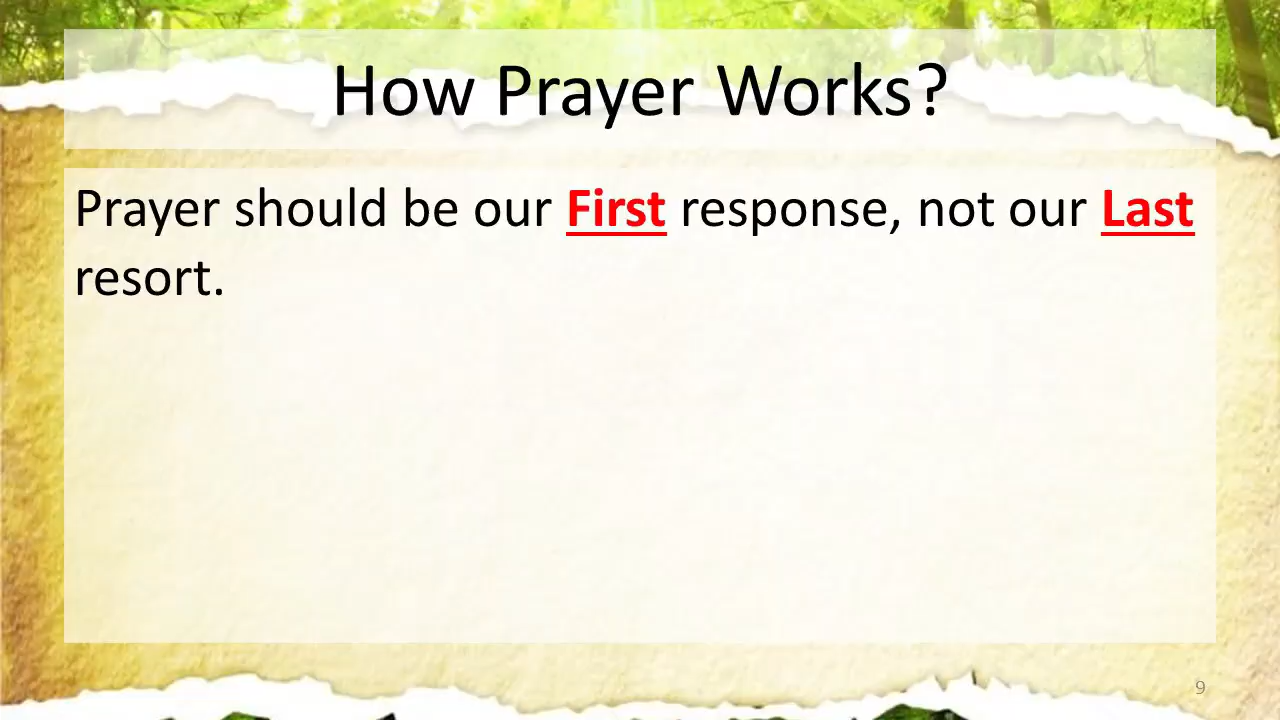 How Prayer Works?
Prayer should be our First response, not our Last
resort.
9